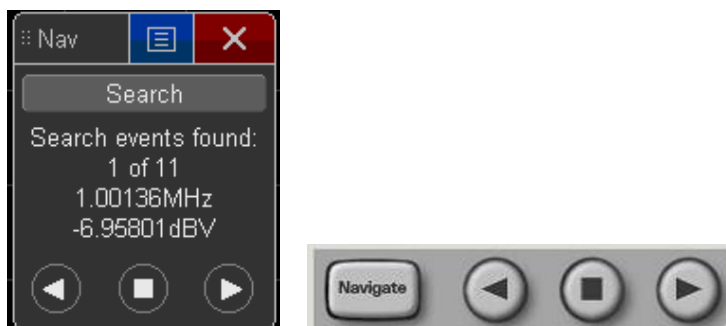 Nav
Search
Search events found:
1 of 11
1.00136MHz
-6.95801dBV
Navigate